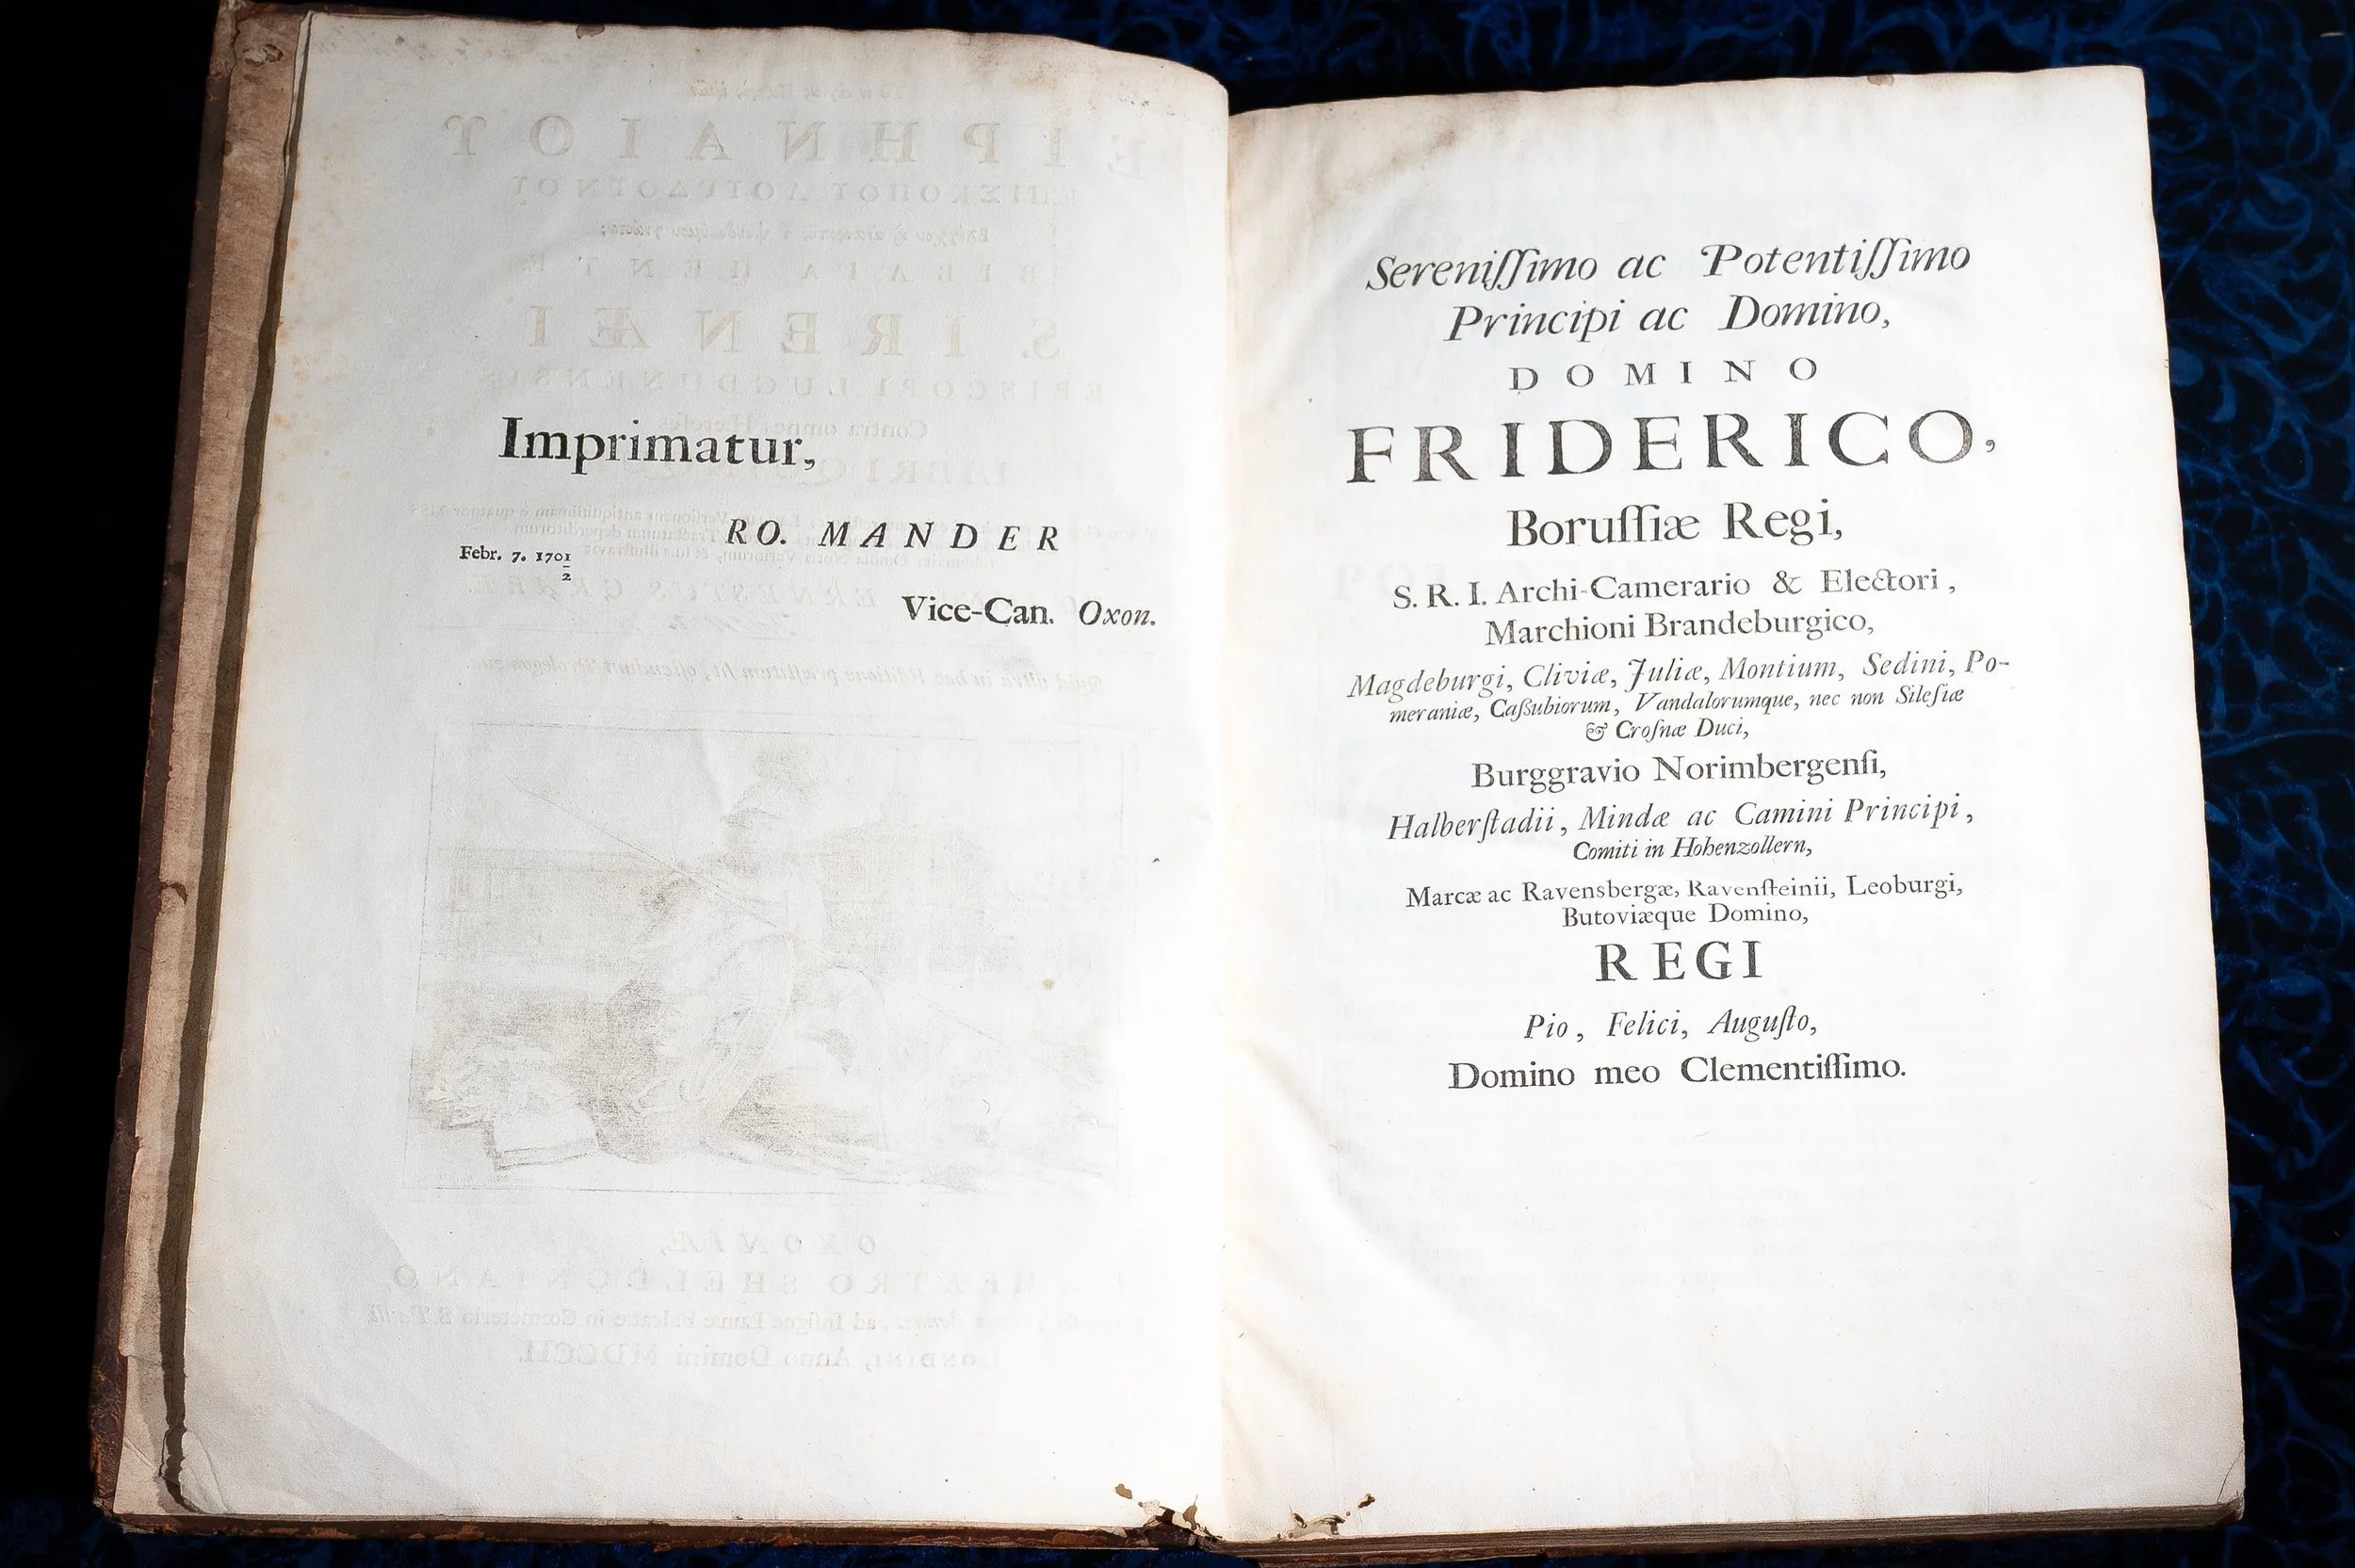 Imprimatur,
RO. MANDER
Febr. 7. 1701/2
Vice-Can. Oxon.
Sereniſſimo ac Potentiſſimo
Principi ac Domino,
DOMINO
FRIDERICO,
Boruſſiæ Regi,
S. R. I. Archi-Camerario & Electori,
Marchioni Brandeburgico,
Magdeburgi, Cliviæ, Juliæ, Montium, Sedini, Po-
meraniæ, Caßubiorum, Vandalorumque, nec non Sileſiæ
& Croſnæ Duci,
Burggravio Norimbergenſi,
Halberſtadii, Mindæ ac Camini Principi,
Comiti in Hohenzollern,
Marcæ ac Ravensbergæ, Ravenſteinii, Leoburgi,
Butoviæque Domino,
REGI
Pio, Felici, Auguſto,
Domino meo Clementiſſimo.